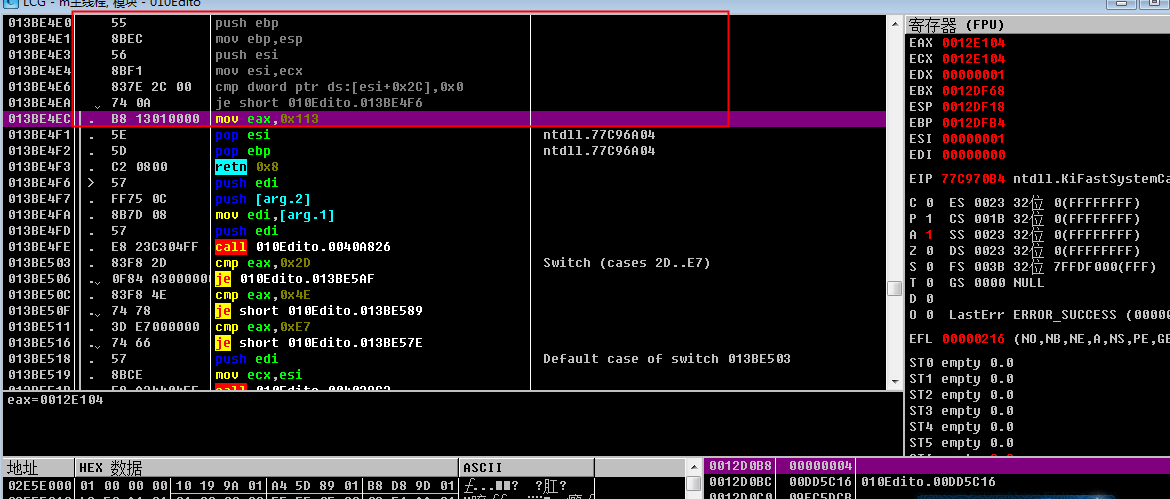 LCG - m主线程, 模块 - 010Edito
013BE4E0 55 push ebp
013BE4E1 8BEC mov ebp,esp
013BE4E3 56 push esi
013BE4E4 8BF1 mov esi,ecx
013BE4E6 837E 2C 00 cmp dword ptr ds:[esi+0x2C],0x0
013BE4EA 74 0A je short 010Edito.013BE4F6
013BE4EC . B8 13010000 mov eax,0x113
013BE4F1 . 5E pop esi ntdll.77C96A04
013BE4F2 . 5D pop ebp ntdll.77C96A04
013BE4F3 . C2 0800 retn 0x8
013BE4F6 > 57 push edi
013BE4F7 . FF75 0C push [arg.2]
013BE4FA . 8B7D 08 mov edi,[arg.1]
013BE4FD . 57 push edi
013BE4FE . E8 23C304FF call 010Edito.0040A826
013BE503 . 83F8 2D cmp eax,0x2D Switch (cases 2D..E7)
013BE506 . 0F84 A3000000 je 010Edito.013BE5AF
013BE50C . 83F8 4E cmp eax,0x4E
013BE50F . 74 78 je short 010Edito.013BE589
013BE511 . 3D E7000000 cmp eax,0xE7
013BE516 . 74 66 je short 010Edito.013BE57E
013BE518 . 57 push edi Default case of switch 013BE503
013BE519 . 8BCE mov ecx,esi
eax=0012E104
寄存器 (FPU)
EAX 0012E104
ECX 0012E104
EDX 00000001
EBX 0012DF68
ESP 0012DF18
EBP 0012DFB4
ESI 00000001
EDI 00000000
EIP 77C970B4 ntdll.KiFastSystemCa
C 0 ES 0023 32位 0(FFFFFFFF)
P 1 CS 001B 32位 0(FFFFFFFF)
A 1 SS 0023 32位 0(FFFFFFFF)
Z 0 DS 0023 32位 0(FFFFFFFF)
S 0 FS 003B 32位 7FFDF000(FFF)
T 0 GS 0000 NULL
D 0
O 0 LastErr ERROR_SUCCESS (00000
EFL 00000216 (NO,NB,NE,A,NS,PE,GE
ST0 empty 0.0
ST1 empty 0.0
ST2 empty 0.0
ST3 empty 0.0
ST4 empty 0.0
ST5 empty 0.0
地址 HEX 数据 ASCII
02E5E000 01 00 00 00 10 19 9A 01 A4 5D 89 01 B8 D8 9D 01
0012D0B8 00000004
0012D0BC 00DD5C16 010Edito.00DD5C16